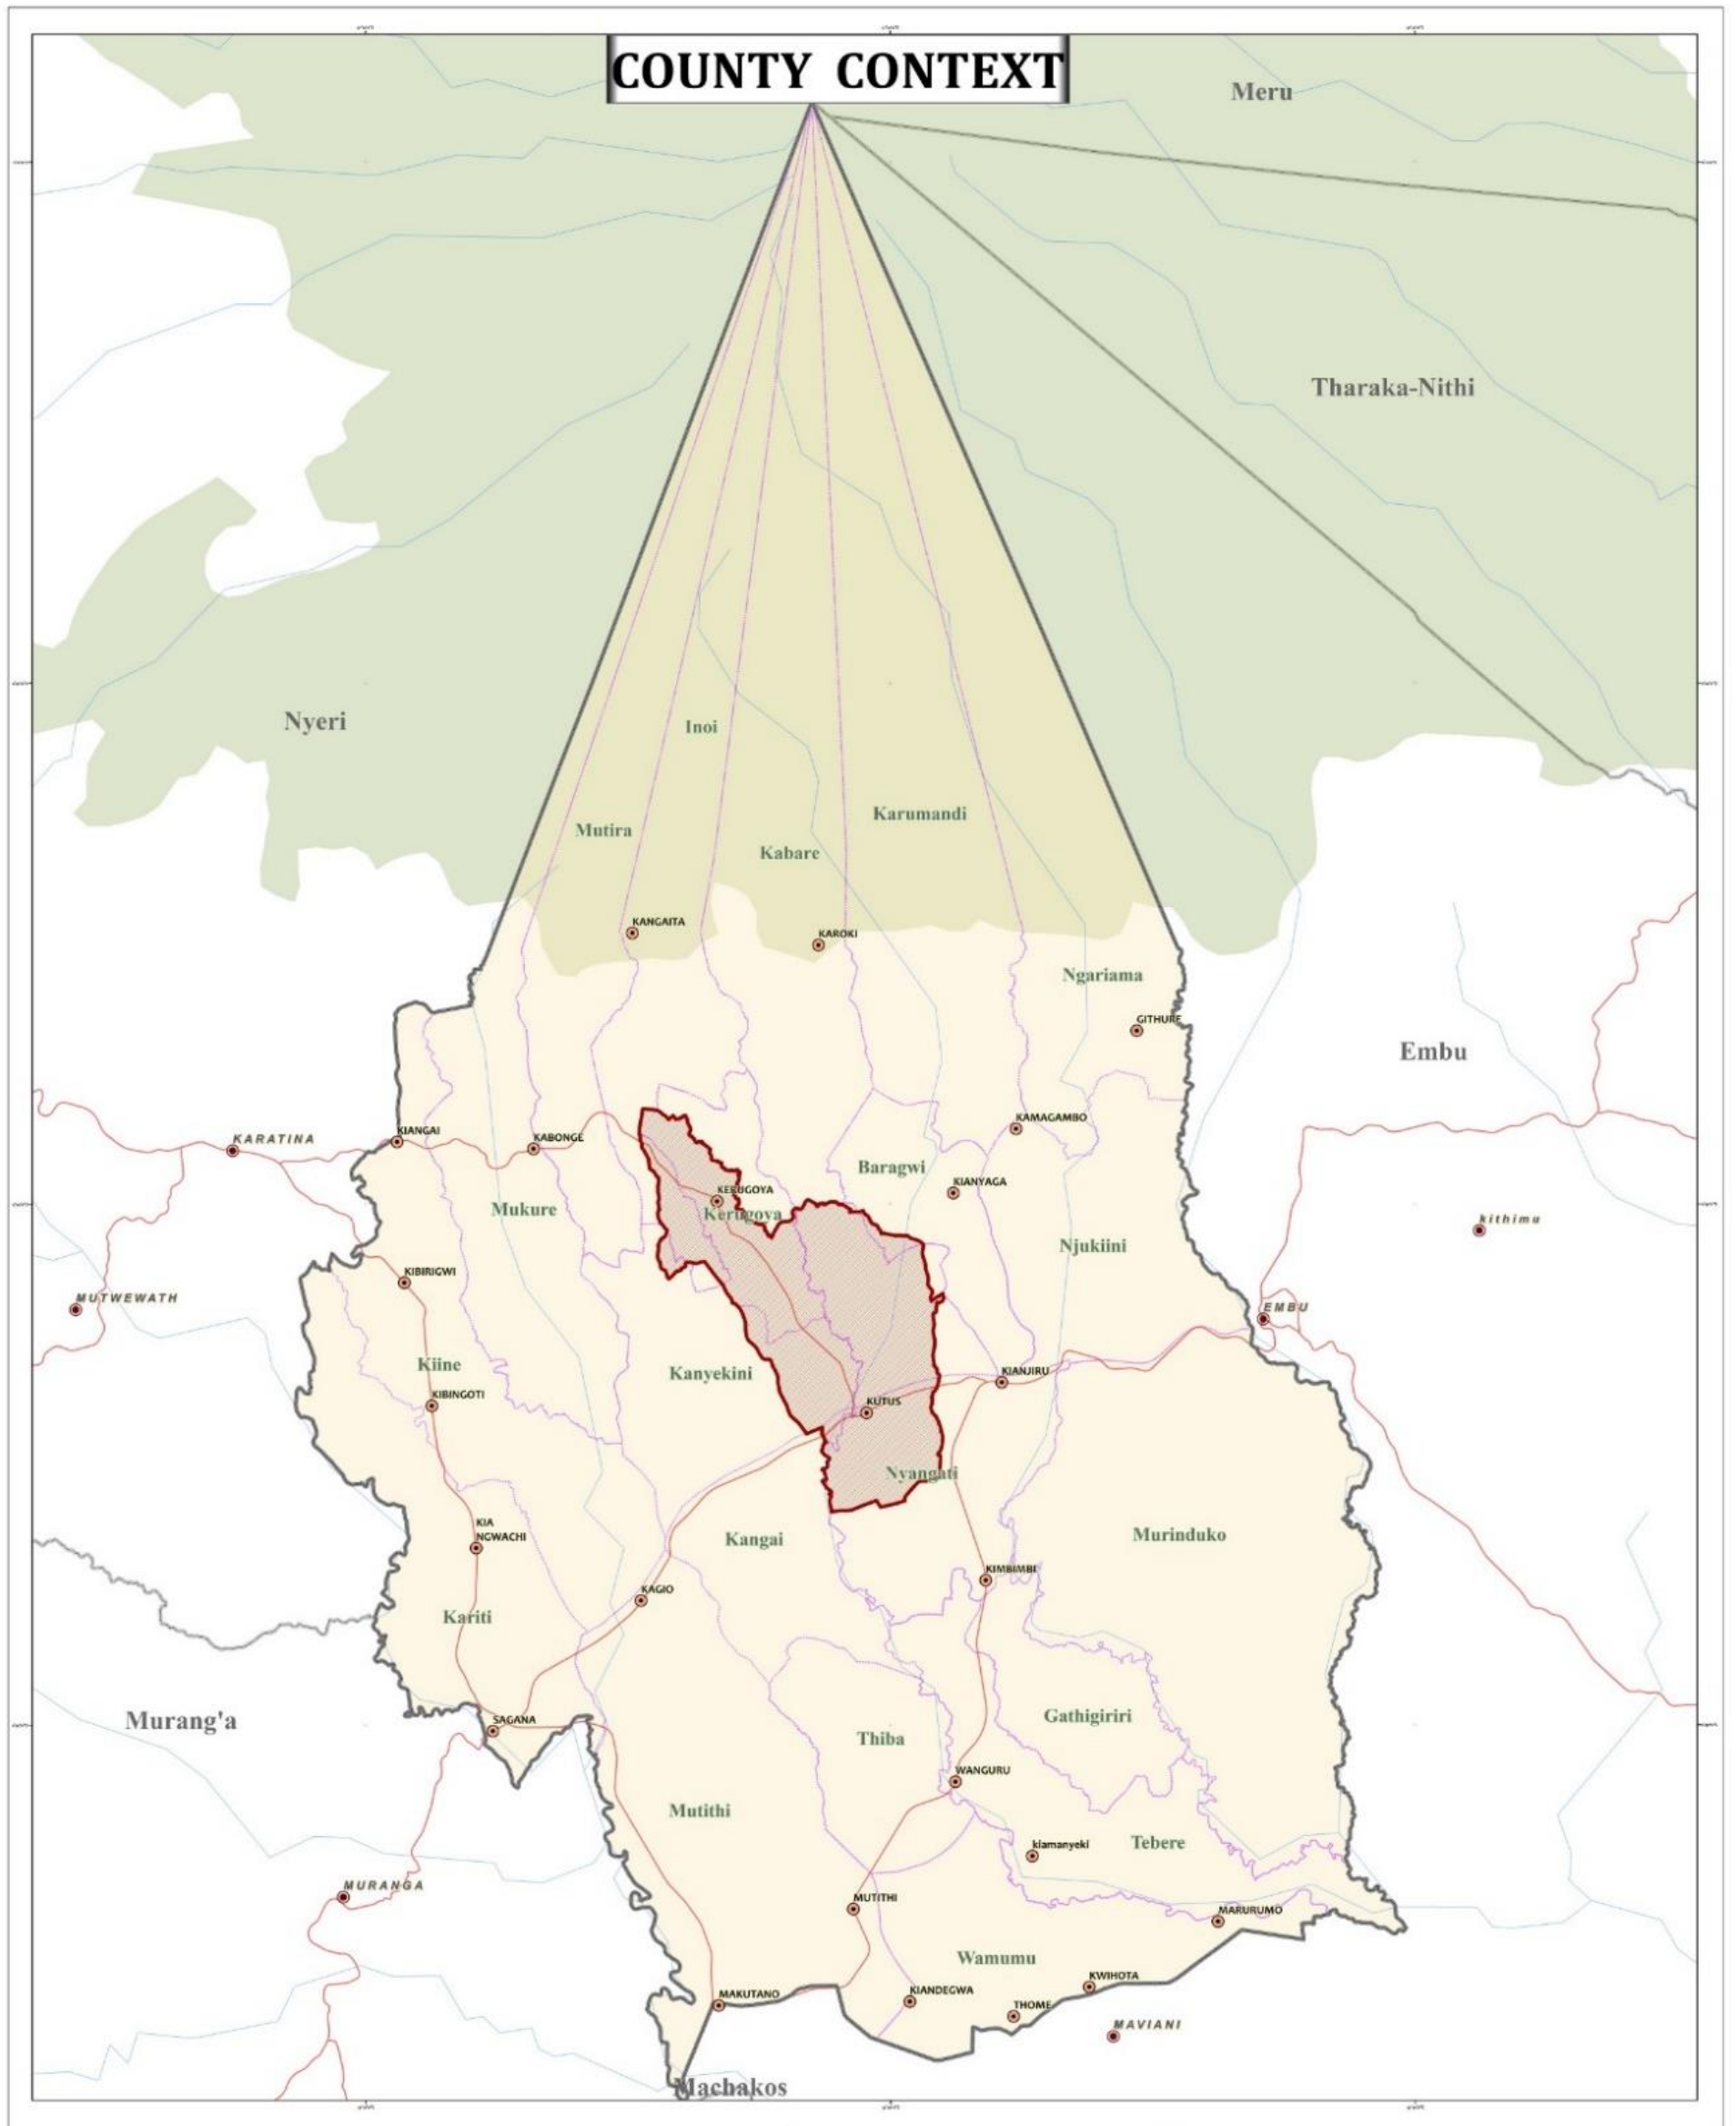 COUNTY CONTEXT
Meru
Tharaka-Nithi
Nyeri
Inoi
Karumandi
Mutira
Kabare
KANGAITA
KAROKI
Ngariama
GITHURE
Embu
KAMAGAMBO
KARATINA
KIANGAI
KABONGE
Baragwi
KIANYAGA
KERUGOYA
Kerugoya
Mukure
kithimu
Njukiini
KIBIRIGWI
MUTWEWATH
EMBU
Kiine
Kanyekini
KIANJIRU
KIBINGOTI
KUTUS
Nyangati
KIA
NGWACHI
Kangai
Murinduko
KIMBIMBI
KAGIO
Kariti
Murang'a
SAGANA
Gathigiriri
Thiba
WANGURU
Mutithi
kiamanyeki
Tebere
MURANGA
MUTITHI
MARURUMO
Wamumu
KWIHOTA
MAKUTANO
KIANDEGWA
THOME
MAVIANI
Machakos